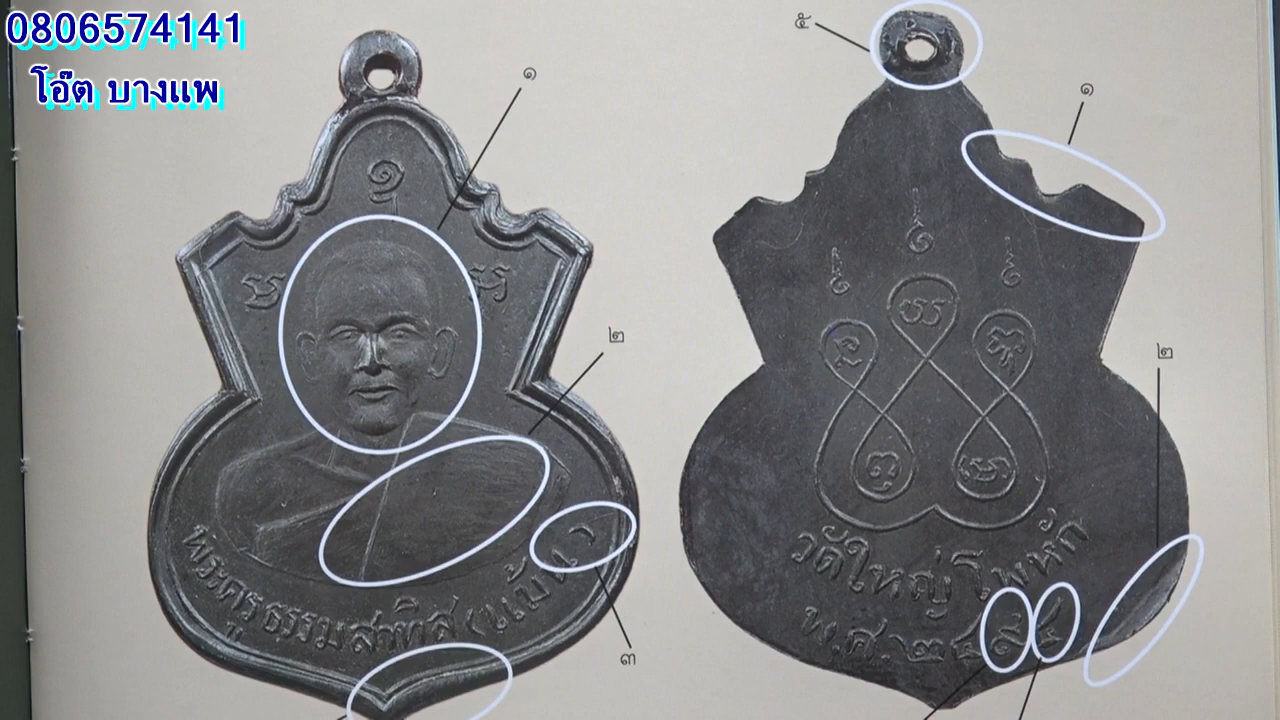 0806574141
โอ๊ต บางแพ
๕
๑
๑
๒
๒
๓
พระครูธรรมสาทิส (แป้น)
วัดใหญ่โพหัก
พ.ศ.๒๔๙๕